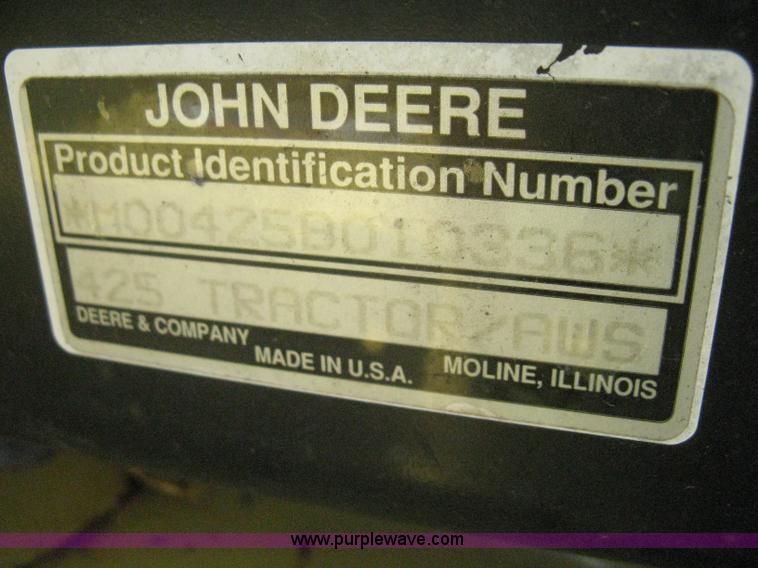 JOHN DEERE
Product Identification Number
*M00425B010336*
425 TRACTOR/AWS
DEERE & COMPANY
MADE IN U.S.A.
MOLINE, ILLINOIS
www.purplewave.com